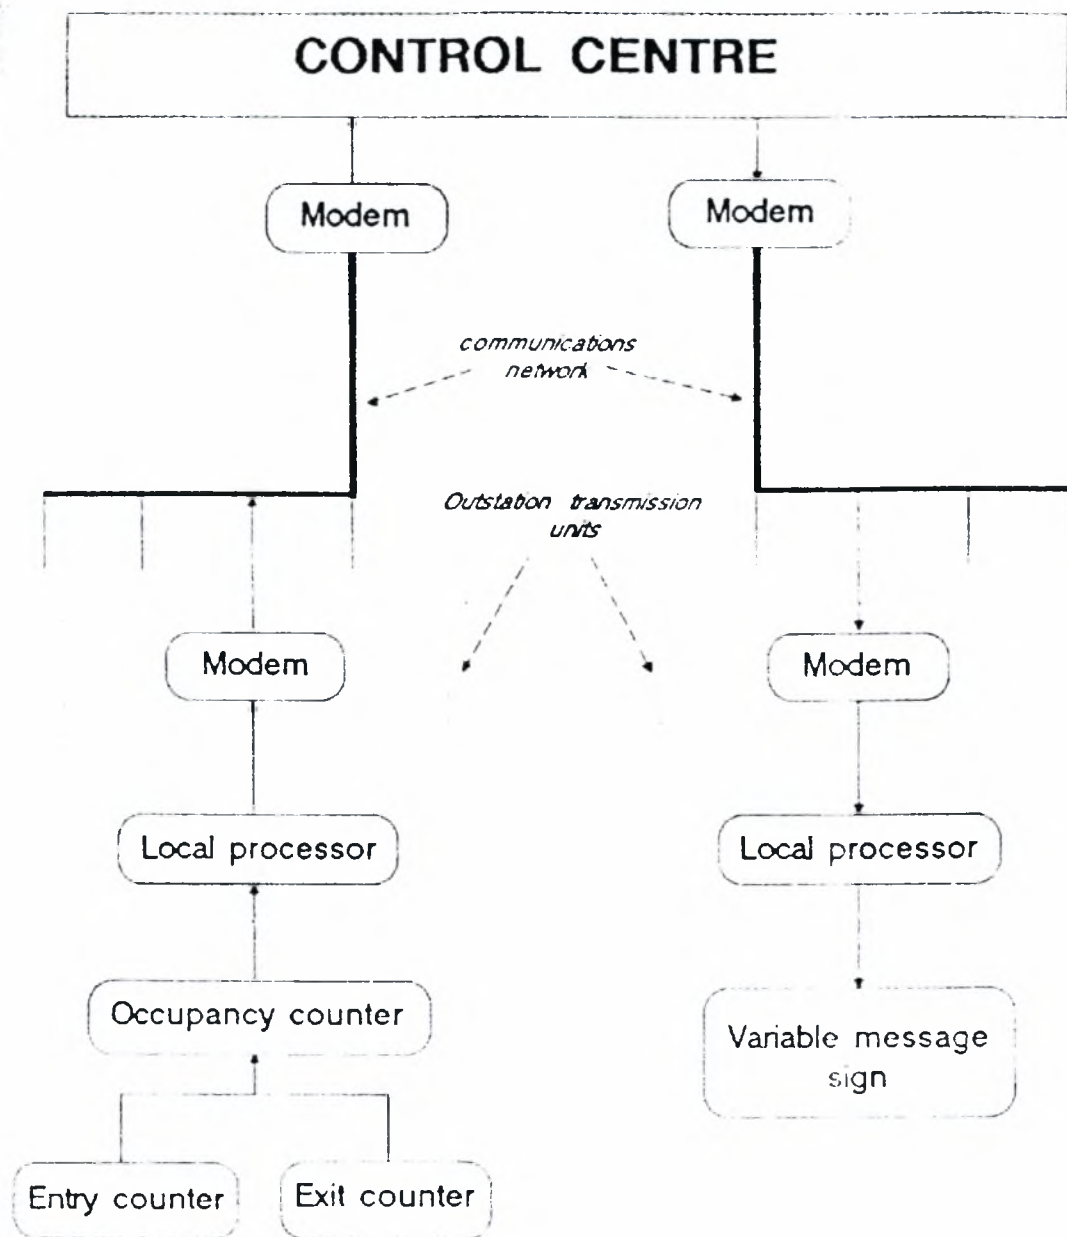 CONTROL CENTRE
Modem
Modem
communications
network
Outstation transmission
units
Modem
Modem
Local processor
Local processor
Occupancy counter
Variable message
sign
Entry counter
Exit counter